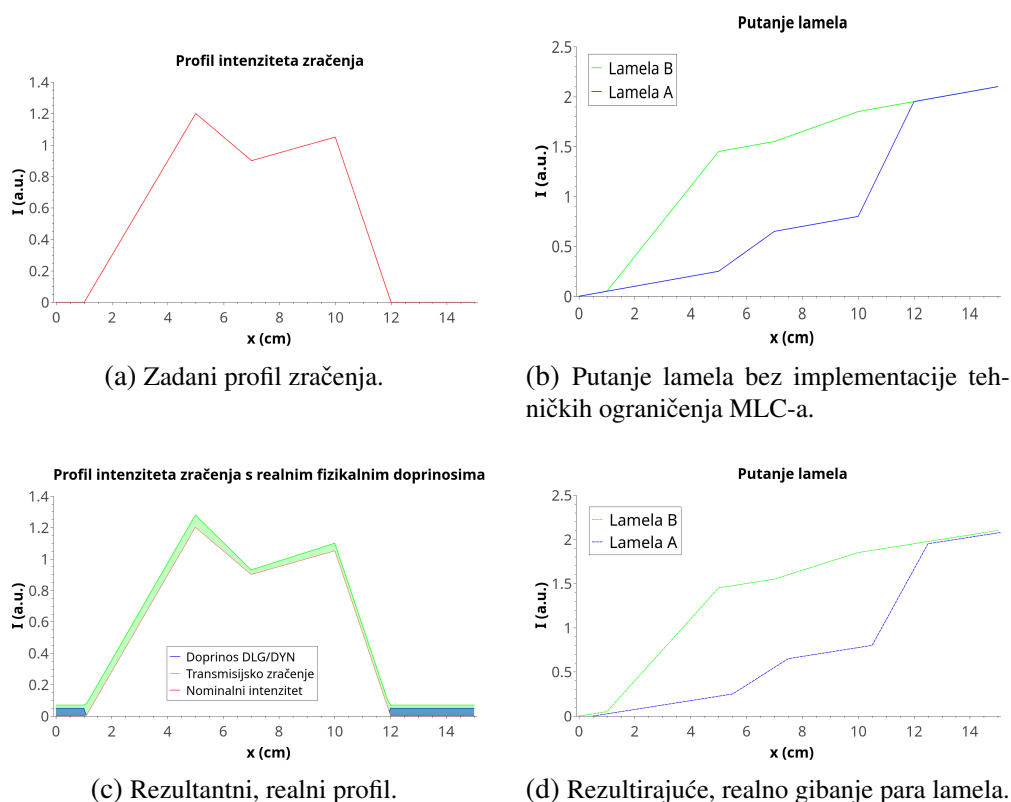 Profil intenziteta zračenja
1.4
1.2
1
0.8
0.6
0.4
0.2
0
I (a.u.)
0 2 4 6 8 10 12 14
x (cm)
(a) Zadani profil zračenja.
Putanje lamela
2.5
2
1.5
1
0.5
0
I (a.u.)
Lamela B
Lamela A
0 2 4 6 8 10 12 14
x (cm)
(b) Putanje lamela bez implementacije teh-
ničkih ograničenja MLC-a.
Profil intenziteta zračenja s realnim fizikalnim doprinosima
1.4
1.2
1
0.8
0.6
0.4
0.2
0
I (a.u.)
Doprinos DLG/DYN
Transmisijsko zračenje
Nominalni intenzitet
0 2 4 6 8 10 12 14
x (cm)
(c) Rezultantni, realni profil.
Putanje lamela
2.5
2
1.5
1
0.5
0
I (a.u.)
Lamela B
Lamela A
0 2 4 6 8 10 12 14
x (cm)
(d) Rezultirajuće, realno gibanje para lamela.